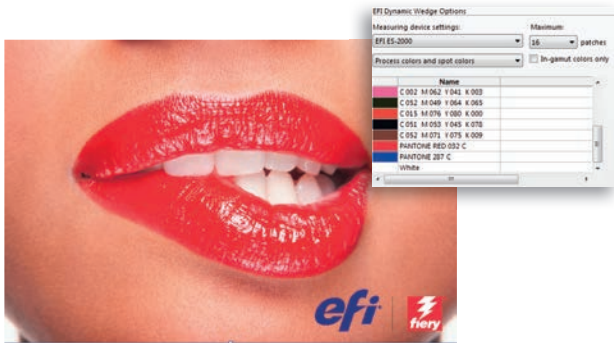 EFI Dynamic Wedge Options
Measuring device settings:
Maximum:
EFI ES-2000
16
patches
Process colors and spot colors
In-gamut colors only
Name
C 002 M 062 Y 041 K 003
C 052 M 049 Y 064 K 065
C 015 M 076 Y 080 K 000
C 051 M 053 Y 045 K 078
C 052 M 071 Y 075 K 009
PANTONE RED 032 C
PANTONE 287 C
White
efi
fiery